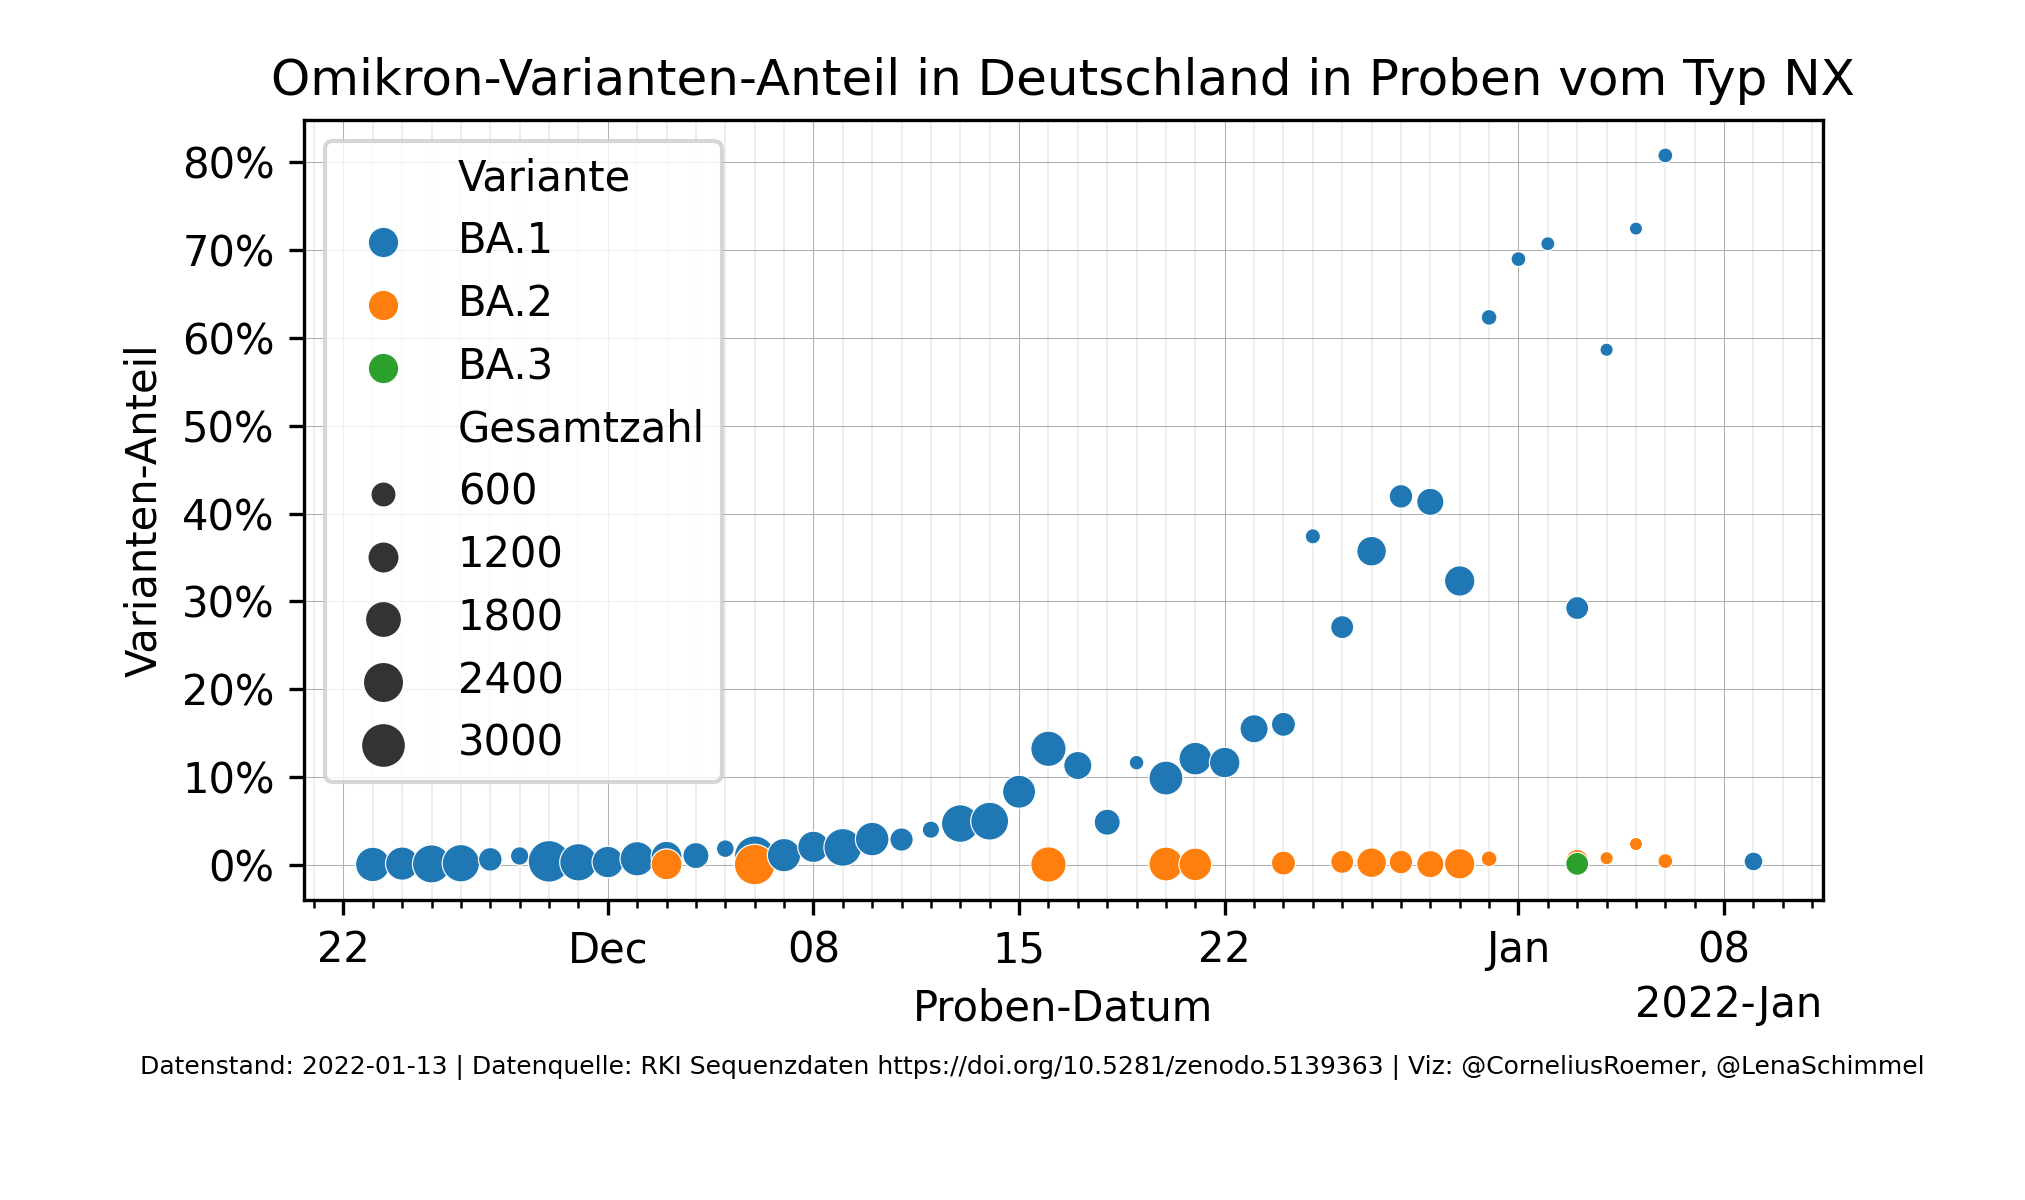 Omikron-Varianten-Anteil in Deutschland in Proben vom Typ NX
Varianten-Anteil
80%
70%
60%
50%
40%
30%
20%
10%
0%
Variante
BA.1
BA.2
BA.3
Gesamtzahl
600
1200
1800
2400
3000
22 Dec 08 15 22 Jan 08
2022-Jan
Proben-Datum
Datenstand: 2022-01-13 | Datenquelle: RKI Sequenzdaten https://doi.org/10.5281/zenodo.5139363 | Viz: @CorneliusRoemer, @LenaSchimmel